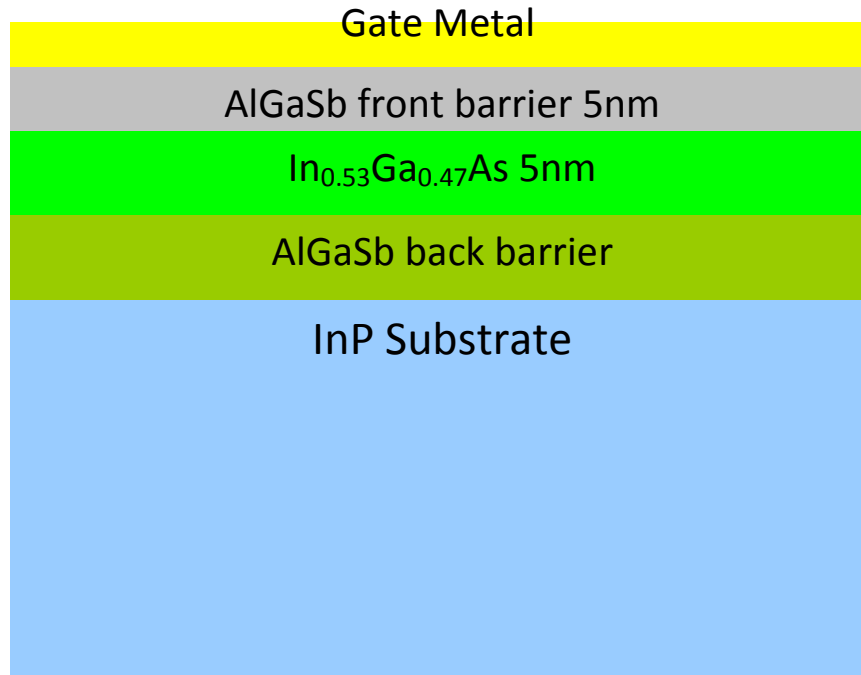 Gate Metal
AlGaSb front barrier 5nm
In₀.₅₃Ga₀.₄₇As 5nm
AlGaSb back barrier
InP Substrate